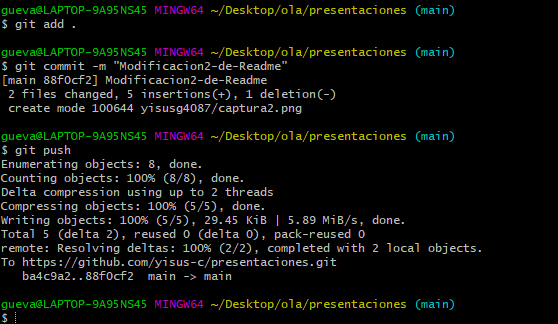 gueva@LAPTOP-9A95NS45 MINGW64 ~/Desktop/ola/presentaciones (main)
$ git add .
gueva@LAPTOP-9A95NS45 MINGW64 ~/Desktop/ola/presentaciones (main)
$ git commit -m "Modificacion2-de-Readme"
[main 88f0cf2] Modificacion2-de-Readme
 2 files changed, 5 insertions(+), 1 deletion(-)
 create mode 100644 yisusg4087/captura2.png
gueva@LAPTOP-9A95NS45 MINGW64 ~/Desktop/ola/presentaciones (main)
$ git push
Enumerating objects: 8, done.
Counting objects: 100% (8/8), done.
Delta compression using up to 2 threads
Compressing objects: 100% (5/5), done.
Writing objects: 100% (5/5), 29.45 KiB | 5.89 MiB/s, done.
Total 5 (delta 2), reused 0 (delta 0), pack-reused 0
remote: Resolving deltas: 100% (2/2), completed with 2 local objects.
To https://github.com/yisus-c/presentaciones.git
   ba4c9a2..88f0cf2  main -> main
gueva@LAPTOP-9A95NS45 MINGW64 ~/Desktop/ola/presentaciones (main)
$